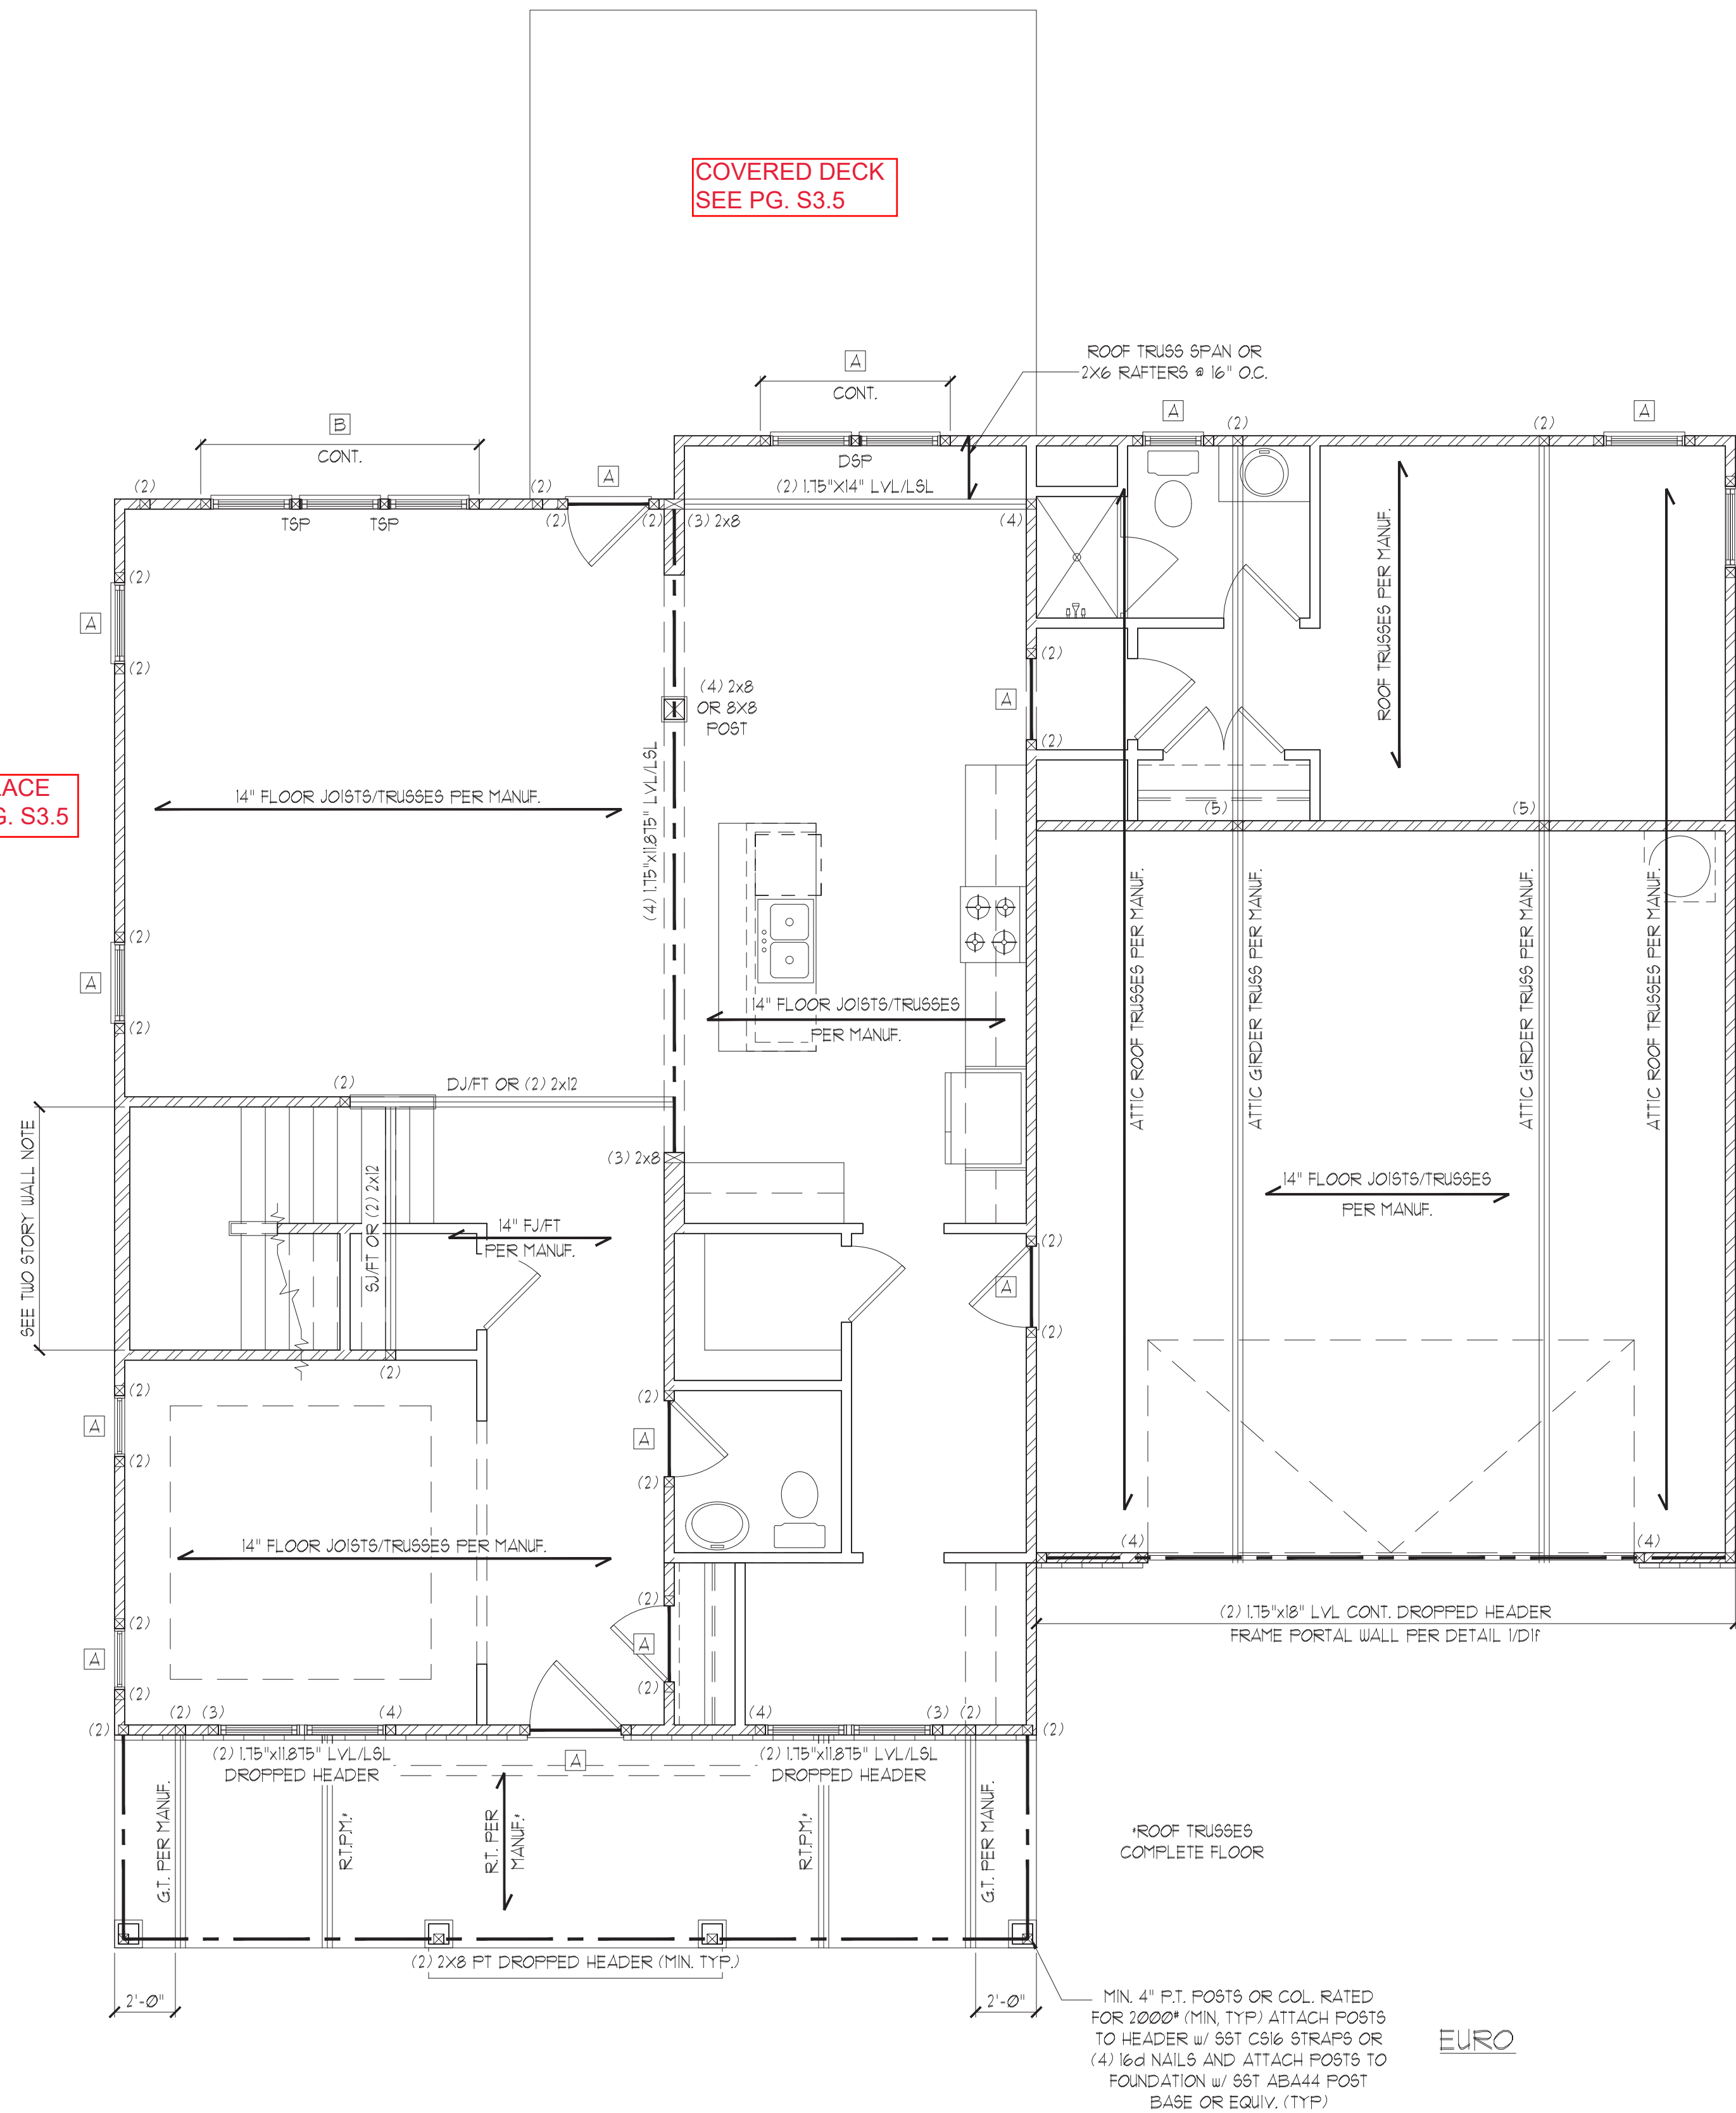 COVERED DECK
SEE PG. S3.5
ROOF TRUSS SPAN OR
2X6 RAFTERS @ 16" O.C.
A
CONT.
B
CONT.
A
A
(2)
(2)
A
DSP
(2) 1.75"X14" LVL/LSL
(2)
(2)
TSP
TSP
(2)
(2)
(3) 2x8
(4)
(2)
A
(2)
(4) 2x8
OR 8X8
POST
(2)
A
(2)
ROOF TRUSSES PER MANUF.
LACE
G. S3.5
14" FLOOR JOISTS/TRUSSES PER MANUF.
(4) 1.75"x11.875" LVL/LSL
(5)
(5)
ATTIC ROOF TRUSSES PER MANUF.
ATTIC GIRDER TRUSS PER MANUF.
ATTIC GIRDER TRUSS PER MANUF.
ATTIC ROOF TRUSSES PER MANUF.
(2)
A
(2)
14" FLOOR JOISTS/TRUSSES
PER MANUF.
(2)
DJ/FT OR (2) 2x12
SEE TWO STORY WALL NOTE
SJ/FT OR (2) 2x12
(3) 2x8
14" FJ/FT
PER MANUF.
14" FLOOR JOISTS/TRUSSES
PER MANUF.
(2)
A
(2)
(2)
(2)
A
(2)
(2)
A
(2)
14" FLOOR JOISTS/TRUSSES PER MANUF.
(4)
(4)
(2)
A
(2)
(2)
A
(2)
(2) 1.75"x18" LVL CONT. DROPPED HEADER
FRAME PORTAL WALL PER DETAIL 1/D1f
(2)
(2)
(3)
(4)
(4)
(3)
(2)
(2)
(2) 1.75"x11.875" LVL/LSL
DROPPED HEADER
A
(2) 1.75"x11.875" LVL/LSL
DROPPED HEADER
G.T. PER MANUF.
R.T.P.M.*
R.T. PER
MANUF.*
R.T.P.M.*
G.T. PER MANUF.
*ROOF TRUSSES
COMPLETE FLOOR
(2) 2X8 PT DROPPED HEADER (MIN. TYP.)
2'-0"
2'-0"
MIN. 4" P.T. POSTS OR COL. RATED
FOR 2000# (MIN, TYP) ATTACH POSTS
TO HEADER w/ SST CS16 STRAPS OR
(4) 16d NAILS AND ATTACH POSTS TO
FOUNDATION w/ SST ABA44 POST
BASE OR EQUIV. (TYP)
EURO